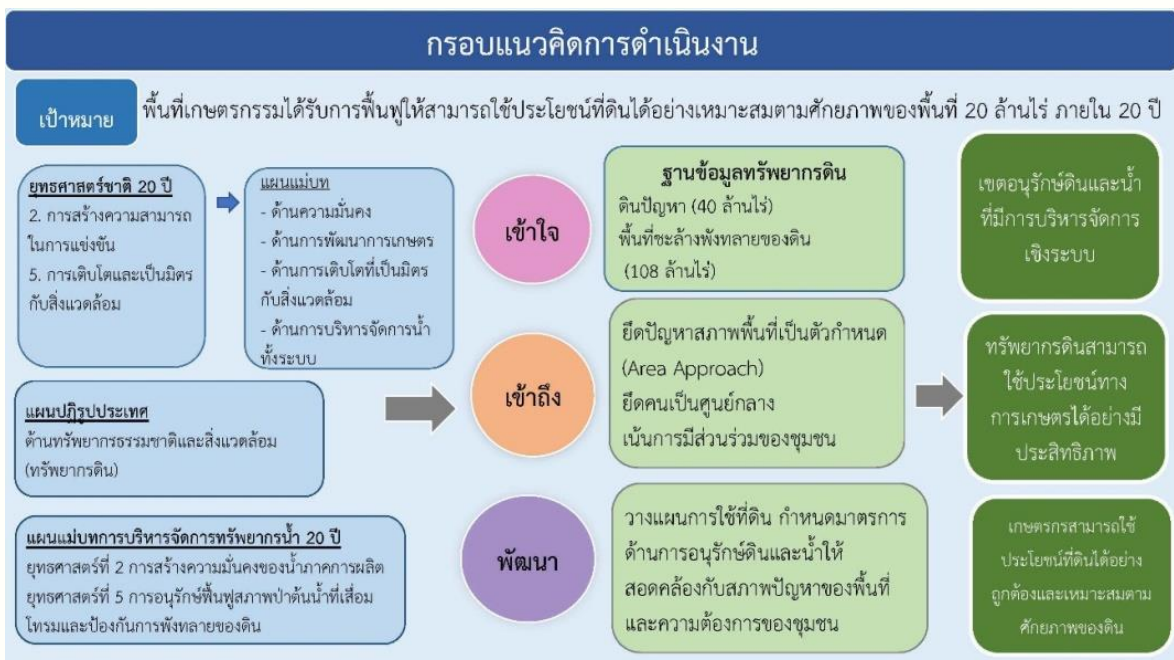 กรอบแนวคิดการดำเนินงาน
เป้าหมาย
พื้นที่เกษตรกรรมได้รับการฟื้นฟูให้สามารถใช้ประโยชน์ที่ดินได้อย่างเหมาะสมตามศักยภาพของพื้นที่ 20 ล้านไร่ ภายใน 20 ปี
ยุทธศาสตร์ชาติ 20 ปี
2. การสร้างความสามารถ
ในการแข่งขัน
5. การเติบโตและเป็นมิตร
กับสิ่งแวดล้อม
แผนแม่บท
- ด้านความมั่นคง
- ด้านการพัฒนาการเกษตร
- ด้านการเติบโตที่เป็นมิตร
กับสิ่งแวดล้อม
- ด้านการบริหารจัดการน้ำ
ทั้งระบบ
แผนปฏิรูปประเทศ
ด้านทรัพยากรธรรมชาติและสิ่งแวดล้อม
(ทรัพยากรดิน)
แผนแม่บทการบริหารจัดการทรัพยากรน้ำ 20 ปี
ยุทธศาสตร์ที่ 2 การสร้างความมั่นคงของน้ำภาคการผลิต
ยุทธศาสตร์ที่ 5 การอนุรักษ์ฟื้นฟูสภาพป่าต้นน้ำที่เสื่อม
โทรมและป้องกันการพังทลายของดิน
เข้าใจ
ฐานข้อมูลทรัพยากรดิน
ดินปัญหา (40 ล้านไร่)
พื้นที่ชะล้างพังทลายของดิน
(108 ล้านไร่)
เข้าถึง
ยึดปัญหาสภาพพื้นที่เป็นตัวกำหนด
(Area Approach)
ยึดคนเป็นศูนย์กลาง
เน้นการมีส่วนร่วมของชุมชน
พัฒนา
วางแผนการใช้ที่ดิน กำหนดมาตรการ
ด้านการอนุรักษ์ดินและน้ำให้
สอดคล้องกับสภาพปัญหาของพื้นที่
และความต้องการของชุมชน
เขตอนุรักษ์ดินและน้ำ
ที่มีการบริหารจัดการ
เชิงระบบ
ทรัพยากรดินสามารถ
ใช้ประโยชน์ทาง
การเกษตรได้อย่างมี
ประสิทธิภาพ
เกษตรกรสามารถใช้
ประโยชน์ที่ดินได้อย่าง
ถูกต้องและเหมาะสมตาม
ศักยภาพของดิน